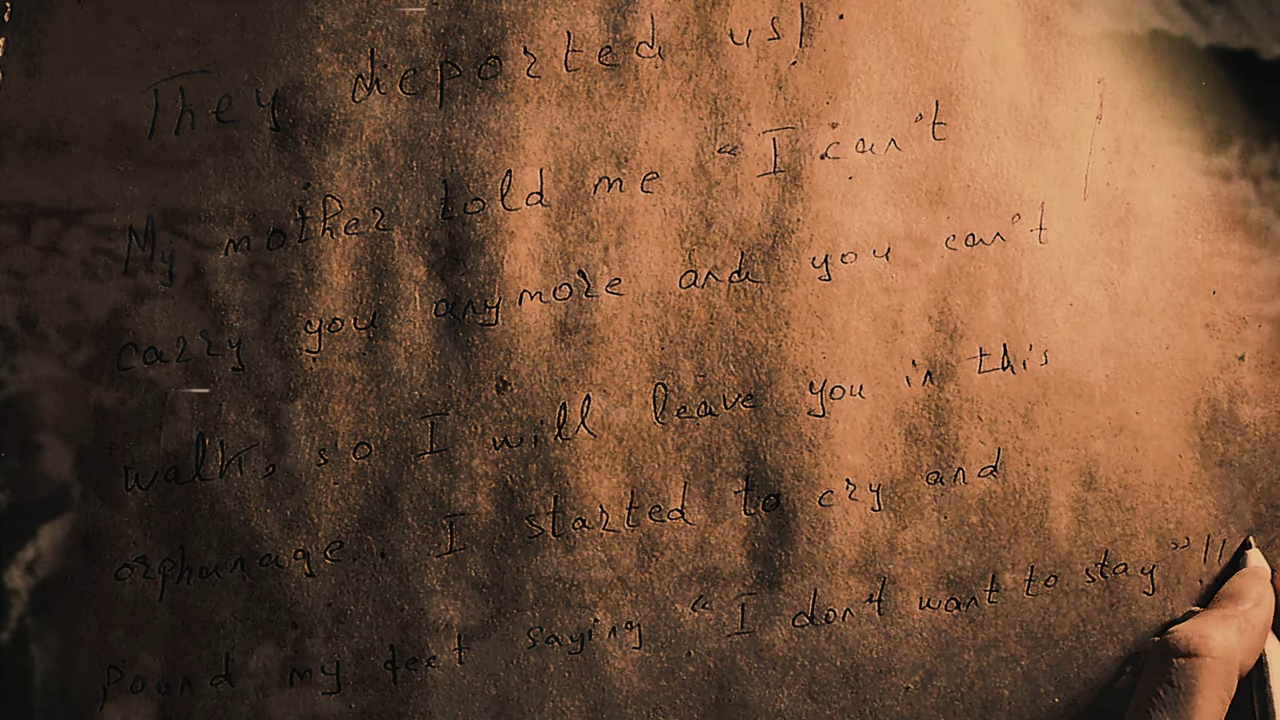 They deported us!
My mother told me "I can't
carry you anymore and you can't
walk, so I will leave you in this
orphanage.. I started to cry and
pound my feet saying "I don't want to stay"!!